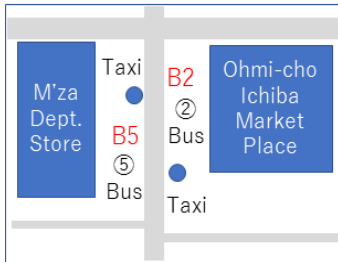 M'za
Dept.
Store
Taxi
B5
⑤
Bus
B2
②
Bus
Taxi
Ohmi-cho
Ichiba
Market
Place